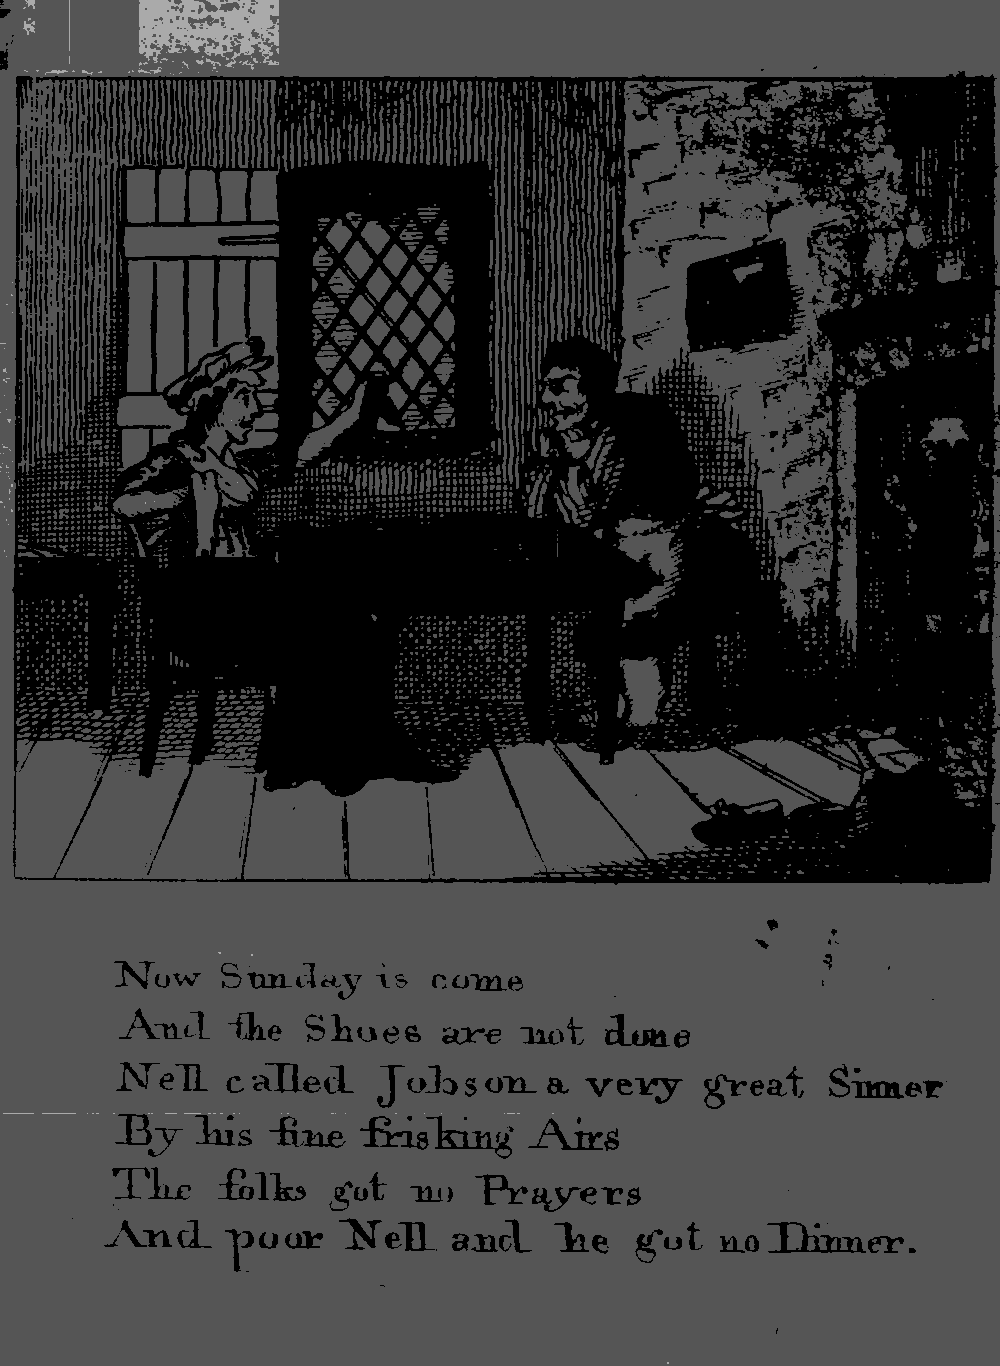 Now Sunday is come
And the Shoes are not done
Nell called Jobson a very great Sinner
By his fine frisking Airs
The folks got no Prayers
And poor Nell and he got no Dinner.